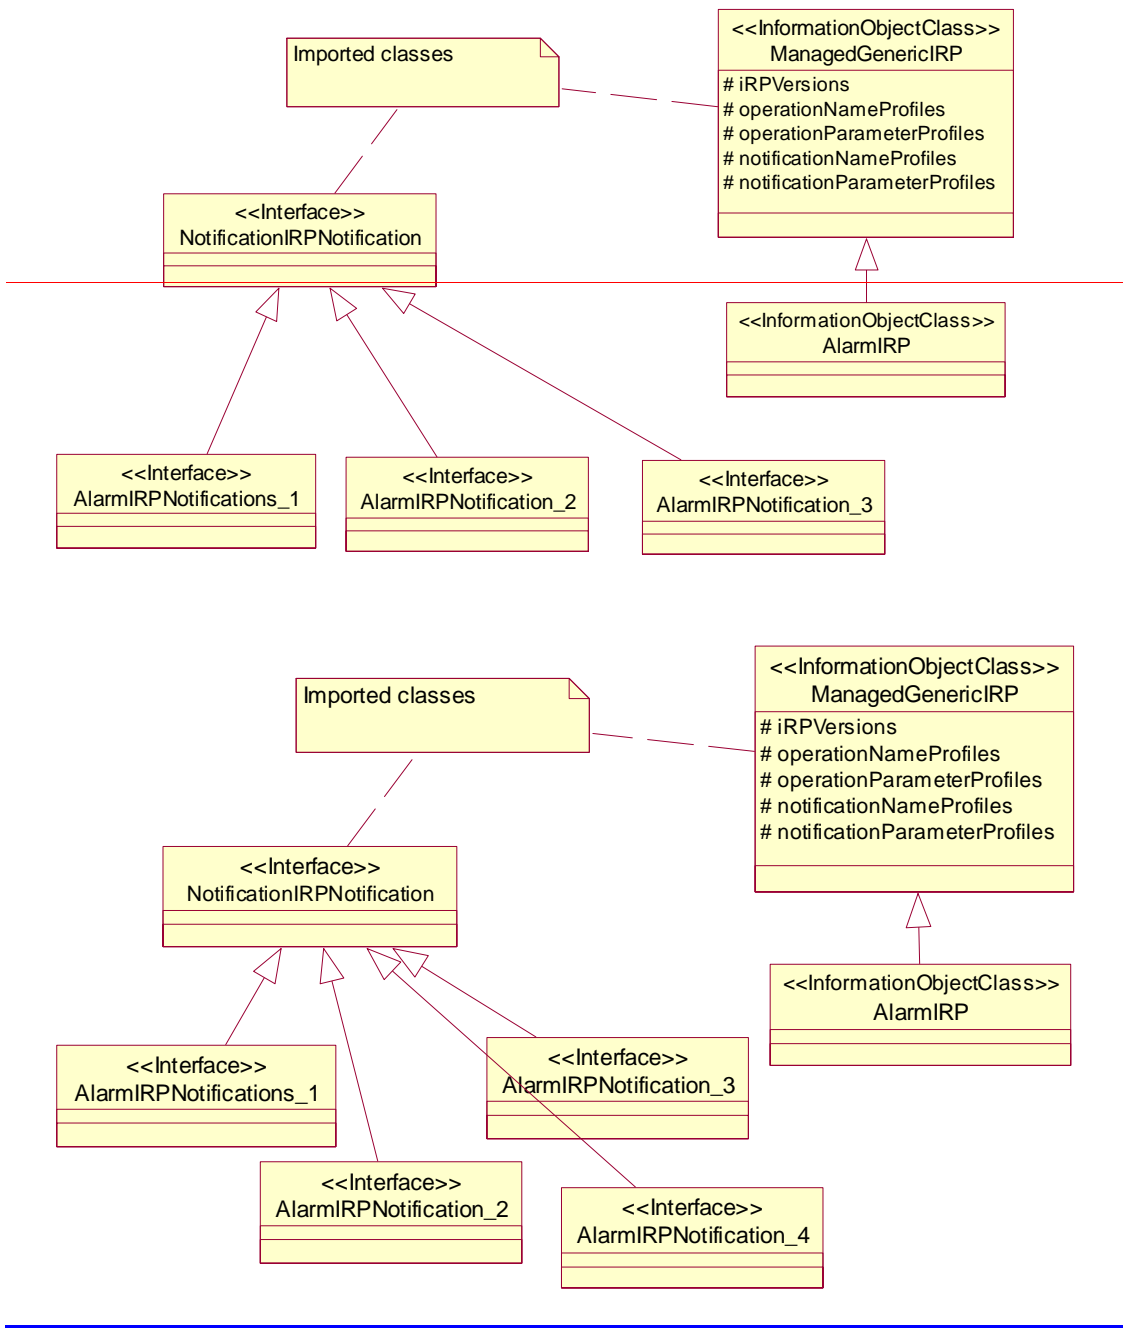 Imported classes
<<InformationObjectClass>>
ManagedGenericIRP
# iRPVersions
# operationNameProfiles
# operationParameterProfiles
# notificationNameProfiles
# notificationParameterProfiles
<<Interface>>
NotificationIRPNotification
<<InformationObjectClass>>
AlarmIRP
<<Interface>>
AlarmIRPNotifications_1
<<Interface>>
AlarmIRPNotification_2
<<Interface>>
AlarmIRPNotification_3
Imported classes
<<InformationObjectClass>>
ManagedGenericIRP
# iRPVersions
# operationNameProfiles
# operationParameterProfiles
# notificationNameProfiles
# notificationParameterProfiles
<<Interface>>
NotificationIRPNotification
<<InformationObjectClass>>
AlarmIRP
<<Interface>>
AlarmIRPNotifications_1
<<Interface>>
AlarmIRPNotification_3
<<Interface>>
AlarmIRPNotification_2
<<Interface>>
AlarmIRPNotification_4